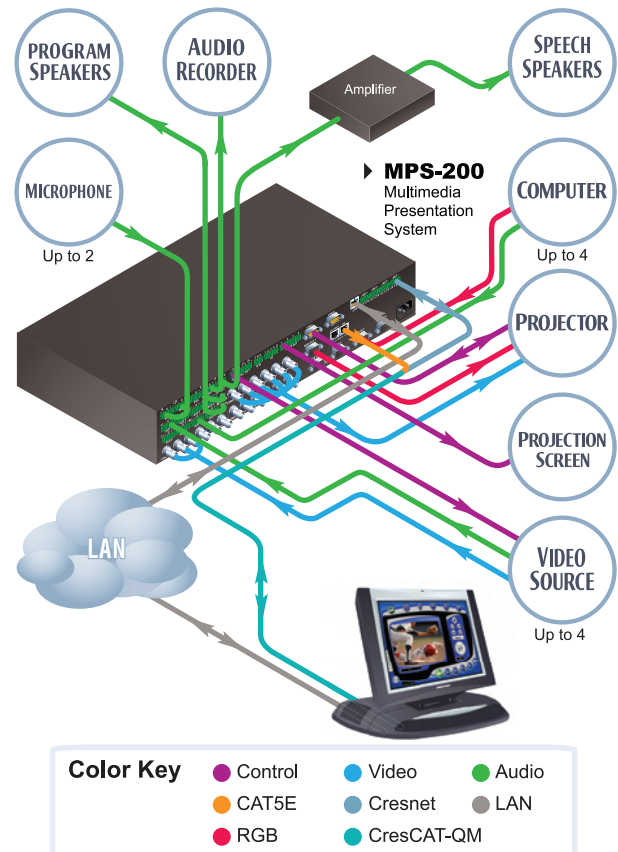 PROGRAM
SPEAKERS
AUDIO
RECORDER
SPEECH
SPEAKERS
Amplifier
MICROPHONE
Up to 2
MPS-200
Multimedia
Presentation
System
COMPUTER
Up to 4
PROJECTOR
PROJECTION
SCREEN
LAN
VIDEO
SOURCE
Up to 4
Color Key
Control
Video
Audio
CAT5E
Cresnet
LAN
RGB
CresCAT-QM